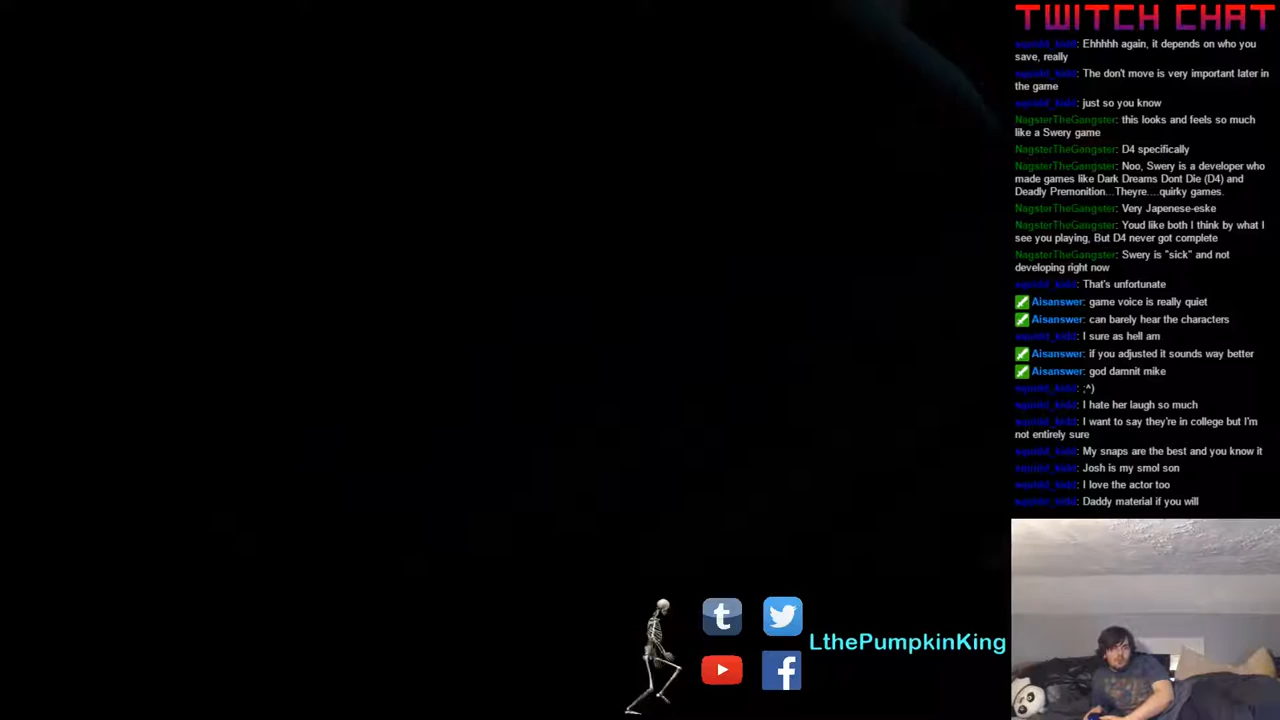 TWITCH CHAT
: Ehhhhh again, it depends on who you
save, really
: The don't move is very important later in
the game
: just so you know
NagsterTheGangster: this looks and feels so much
like a Swery game
NagsterTheGangster: D4 specifically
NagsterTheGangster: Noo, Swery is a developer who
made games like Dark Dreams Dont Die (D4) and
Deadly Premonition...Theyre....quirky games.
NagsterTheGangster: Very Japenese-eske
NagsterTheGangster: Youd like both I think by what I
see you playing, But D4 never got complete
NagsterTheGangster: Swery is "sick" and not
developing right now
: That's unfortunate
Aisanswer: game voice is really quiet
Aisanswer: can barely hear the characters
: I sure as hell am
Aisanswer: if you adjusted it sounds way better
Aisanswer: god damnit mike
: ;^)
: I hate her laugh so much
: I want to say they're in college but I'm
not entirely sure
: My snaps are the best and you know it
: Josh is my smol son
: I love the actor too
: Daddy material if you will
LthePumpkinKing